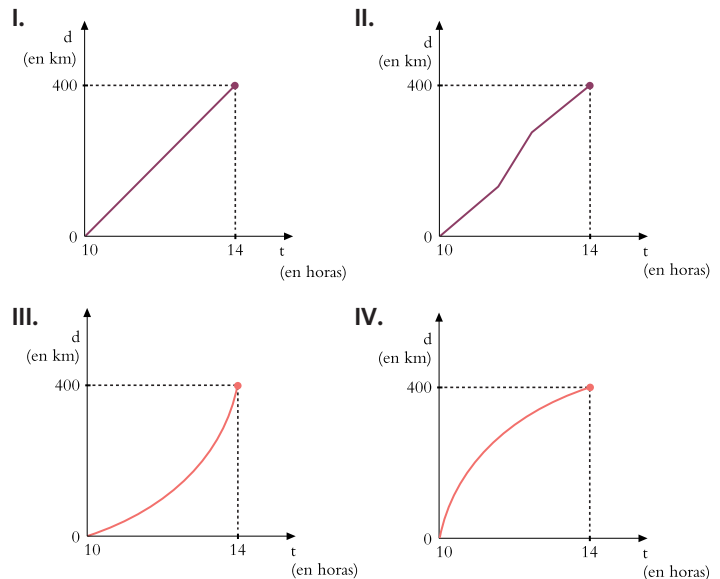 I.
d
(en km)
400
0
10
14
t
(en horas)
II.
d
(en km)
400
0
10
14
t
(en horas)
III.
d
(en km)
400
0
10
14
t
(en horas)
IV.
d
(en km)
400
0
10
14
t
(en horas)